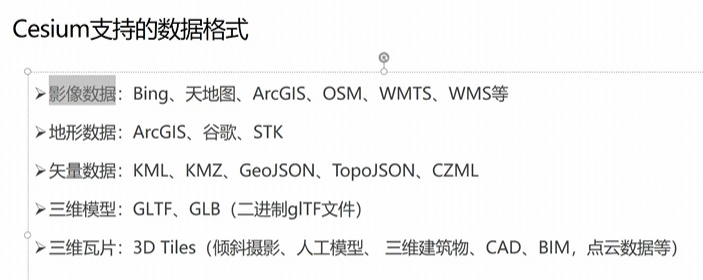 Cesium支持的数据格式
➢影像数据：Bing、天地图、ArcGIS、OSM、WMTS、WMS等
➢地形数据：ArcGIS、谷歌、STK
➢矢量数据：KML、KMZ、GeoJSON、TopoJSON、CZML
➢三维模型：GLTF、GLB（二进制glTF文件）
➢三维瓦片：3D Tiles（倾斜摄影、人工模型、 三维建筑物、CAD、BIM，点云数据等）